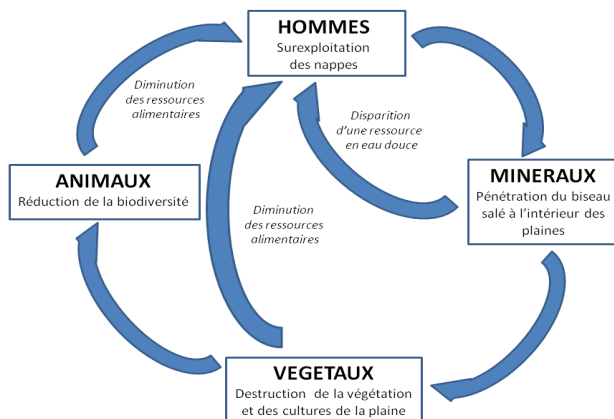 HOMMES
Surexploitation
des nappes
Diminution
des ressources
alimentaires
Disparition
d'une ressource
en eau douce
ANIMAUX
Réduction de la biodiversité
MINERAUX
Pénétration du biseau
salé à l'intérieur des
plaines
Diminution
des ressources
alimentaires
VEGETAUX
Destruction de la végétation
et des cultures de la plaine